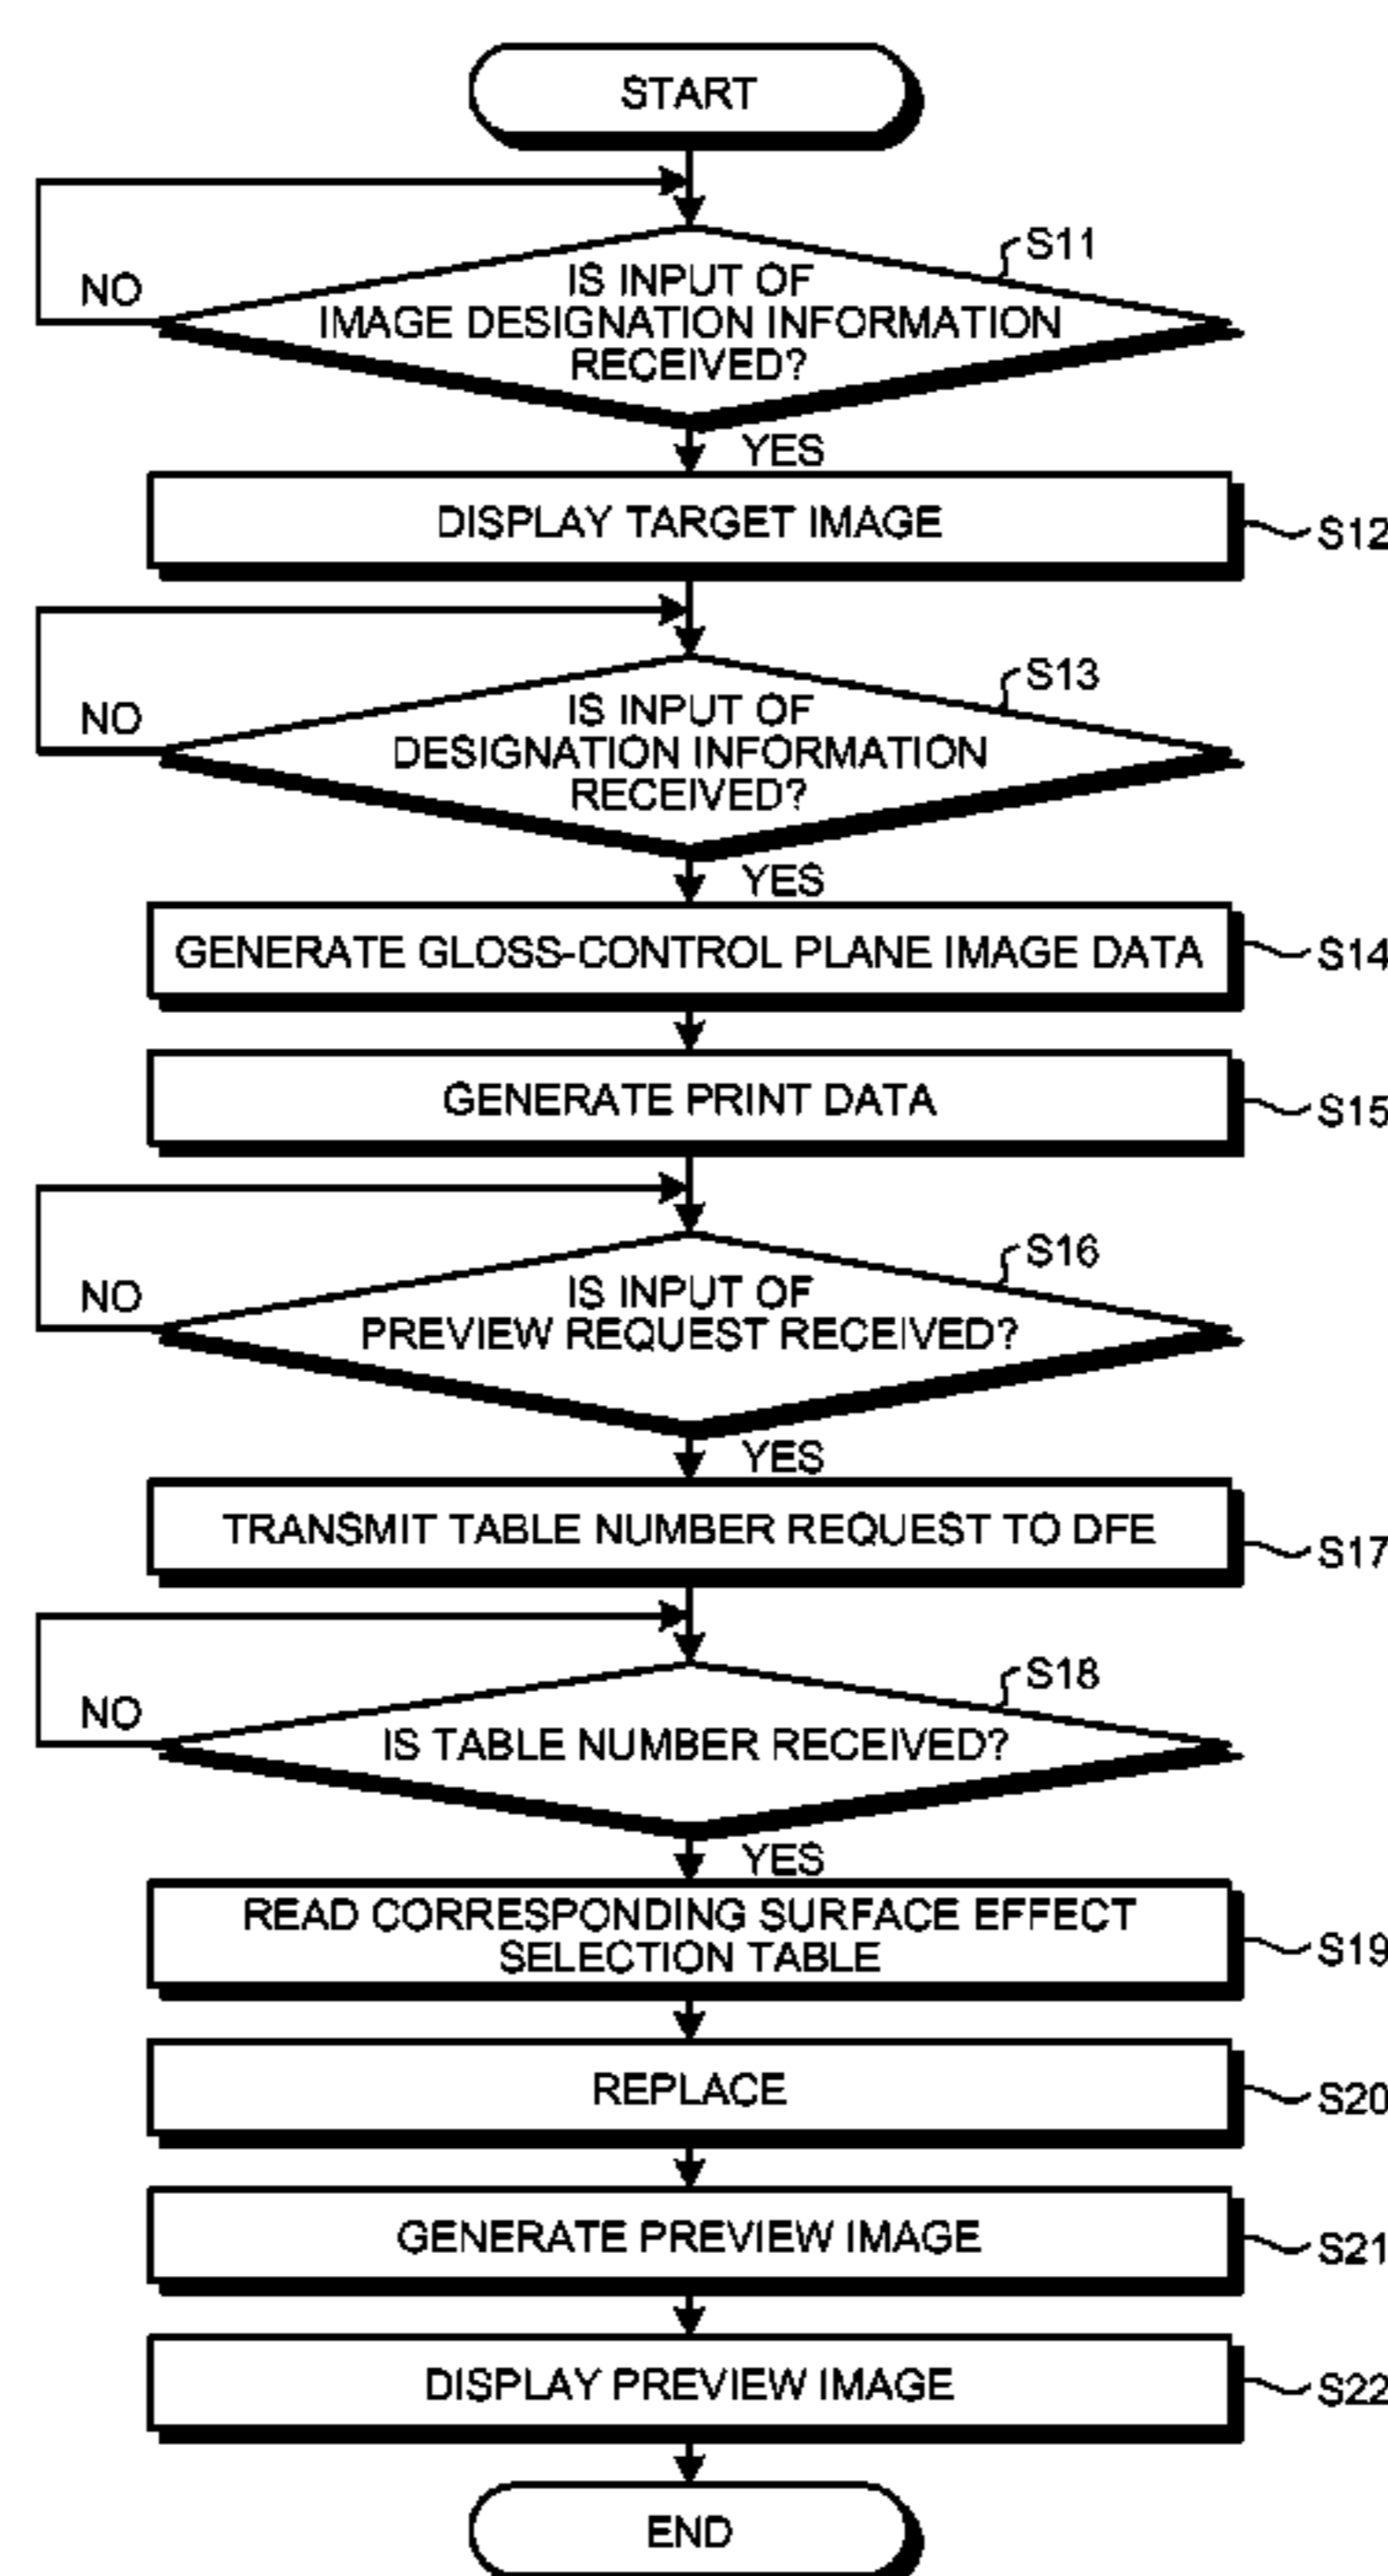 START
S11
IS INPUT OF
IMAGE DESIGNATION INFORMATION
RECEIVED?
NO
YES
DISPLAY TARGET IMAGE
S12
S13
IS INPUT OF
DESIGNATION INFORMATION
RECEIVED?
NO
YES
GENERATE GLOSS-CONTROL PLANE IMAGE DATA
S14
GENERATE PRINT DATA
S15
S16
IS INPUT OF
PREVIEW REQUEST RECEIVED?
NO
YES
TRANSMIT TABLE NUMBER REQUEST TO DFE
S17
S18
IS TABLE NUMBER RECEIVED?
NO
YES
READ CORRESPONDING SURFACE EFFECT
SELECTION TABLE
S19
REPLACE
S20
GENERATE PREVIEW IMAGE
S21
DISPLAY PREVIEW IMAGE
S22
END